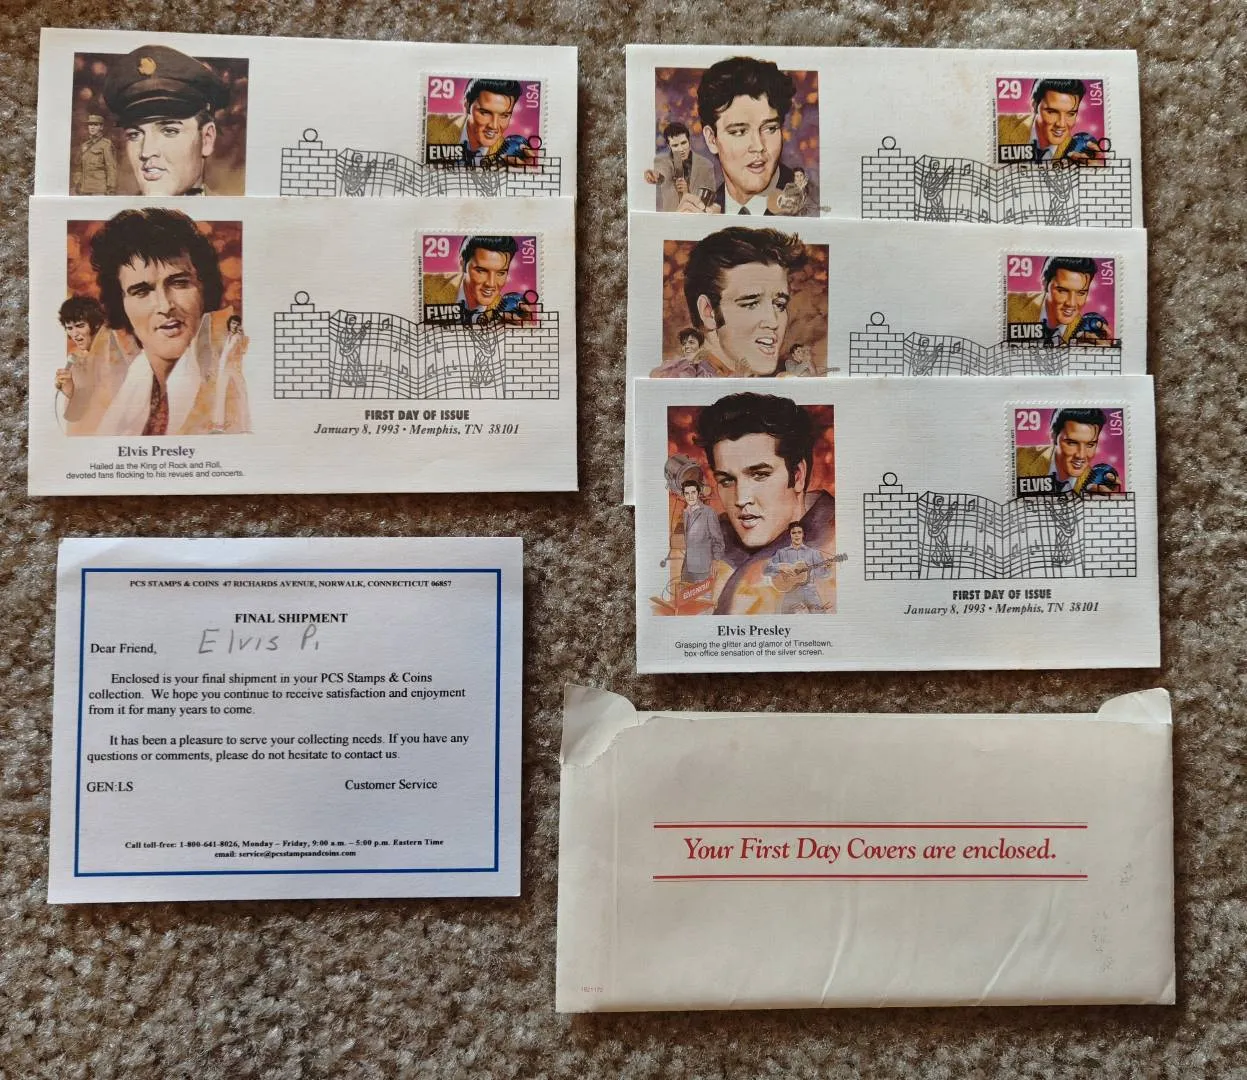 29
USA
ELVIS
29
USA
ELVIS
FIRST DAY OF ISSUE
January 8, 1993 • Memphis, TN 38101
Elvis Presley
Hailed as the King of Rock and Roll,
devoted fans flocking to his revues and concerts.
29
USA
ELVIS
29
USA
ELVIS
29
USA
ELVIS
FIRST DAY OF ISSUE
January 8, 1993 • Memphis, TN 38101
Elvis Presley
Grasping the glitter and glamor of Tinseltown,
box-office sensation of the silver screen.
PCS STAMPS & COINS 47 RICHARDS AVENUE, NORWALK, CONNECTICUT 06857
FINAL SHIPMENT
Dear Friend, Elvis P.
Enclosed is your final shipment in your PCS Stamps & Coins
collection. We hope you continue to receive satisfaction and enjoyment
from it for many years to come.
It has been a pleasure to serve your collecting needs. If you have any
questions or comments, please do not hesitate to contact us.
GEN:LS Customer Service
Call toll-free: 1-800-641-8026, Monday – Friday, 9:00 a.m. – 5:00 p.m. Eastern Time
email: service@pcsstampsandcoins.com
Your First Day Covers are enclosed.